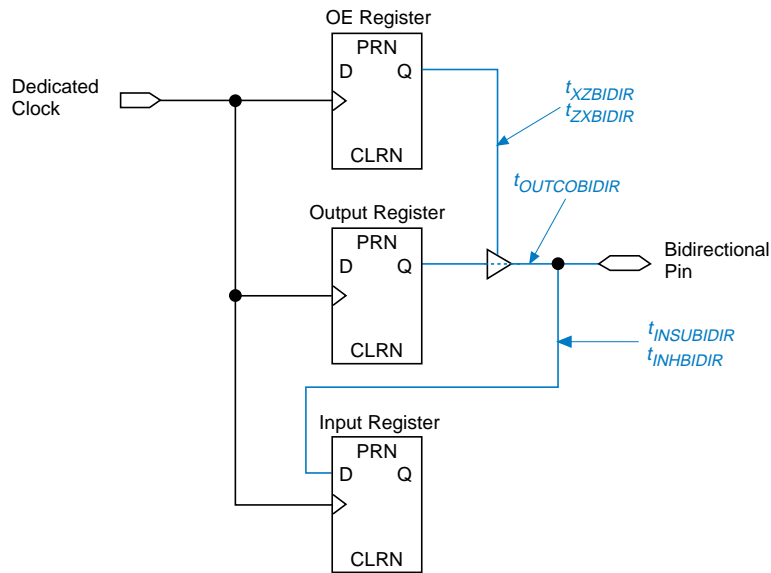 OE Register
PRN
D Q
CLRN
Dedicated
Clock
tXZBIDIR
tZXBIDIR
tOUTCOBIDIR
Output Register
PRN
D Q
CLRN
Bidirectional
Pin
tINSUBIDIR
tINHBIDIR
Input Register
PRN
D Q
CLRN